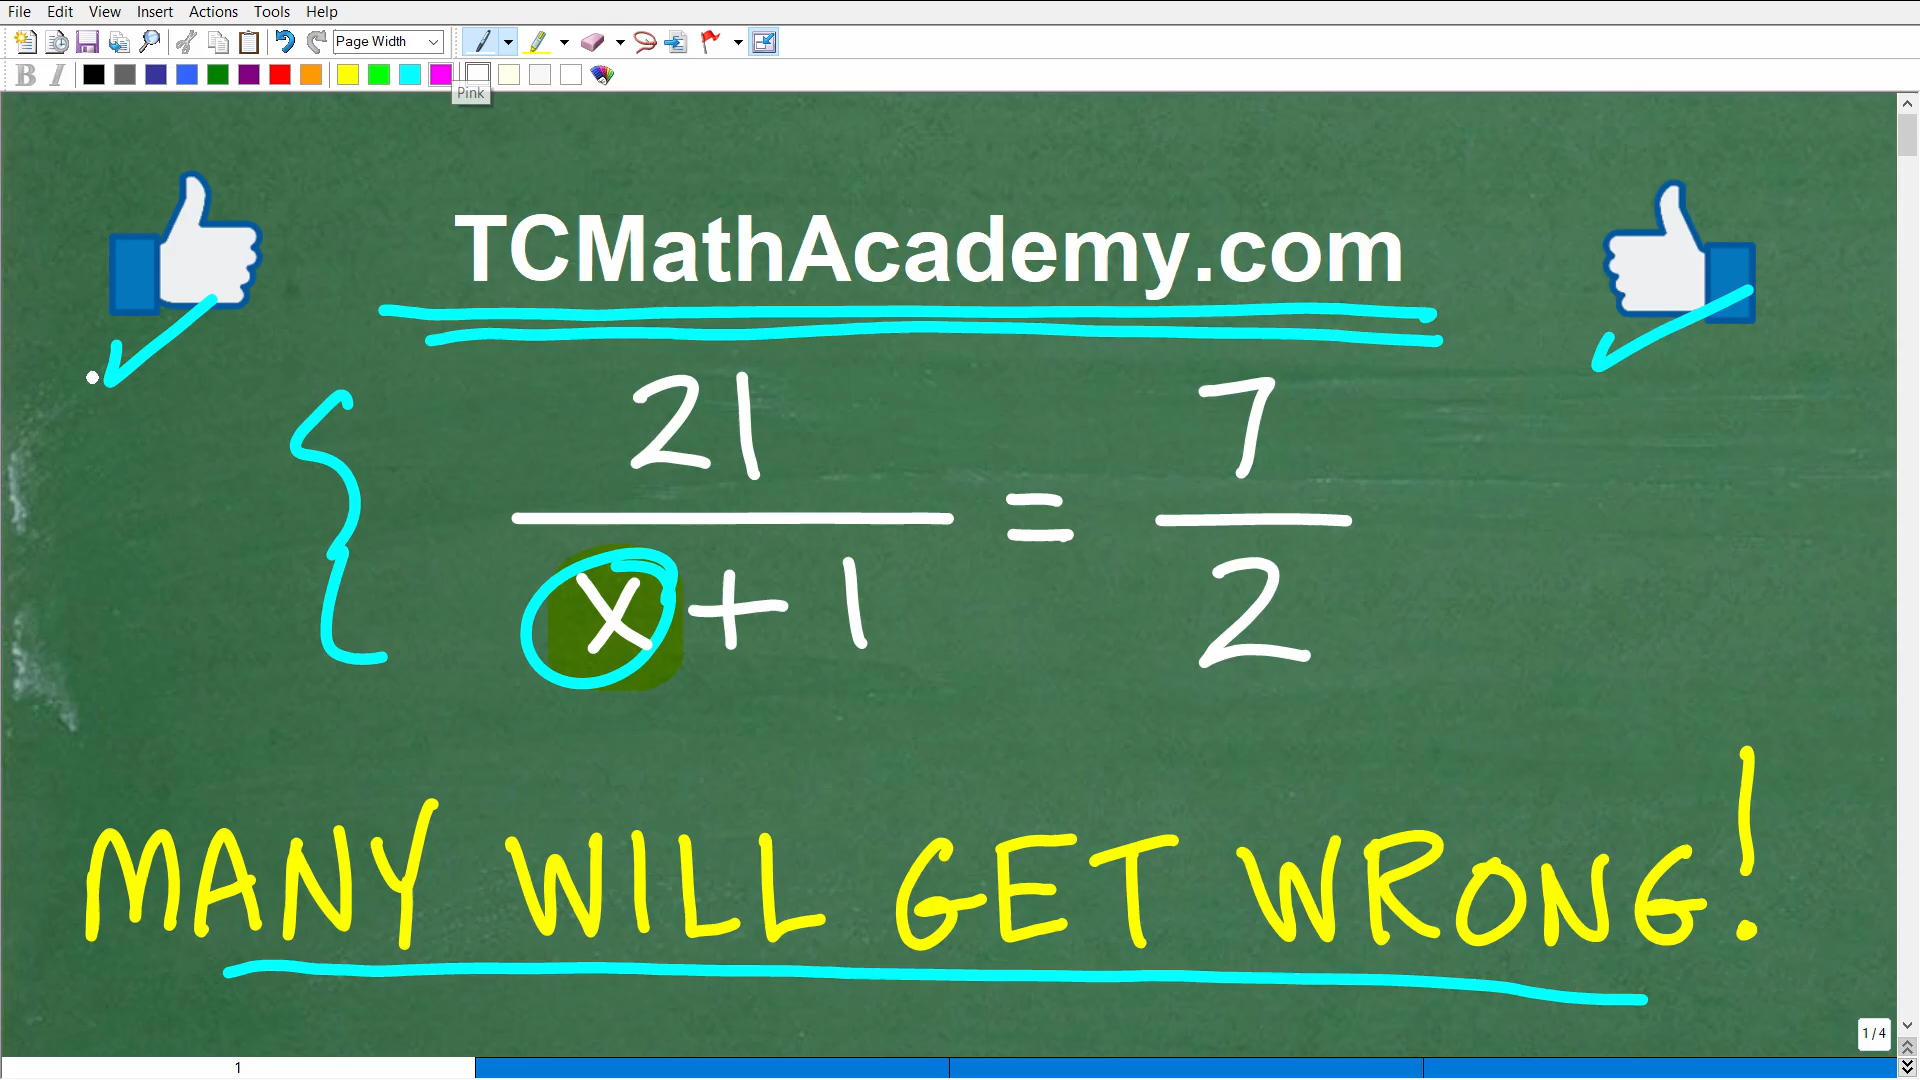 File Edit View Insert Actions Tools Help
Page Width
B I
Pink
TCMathAcademy.com
21 7
=
x + 1 2
MANY WILL GET WRONG!
1 / 4
1